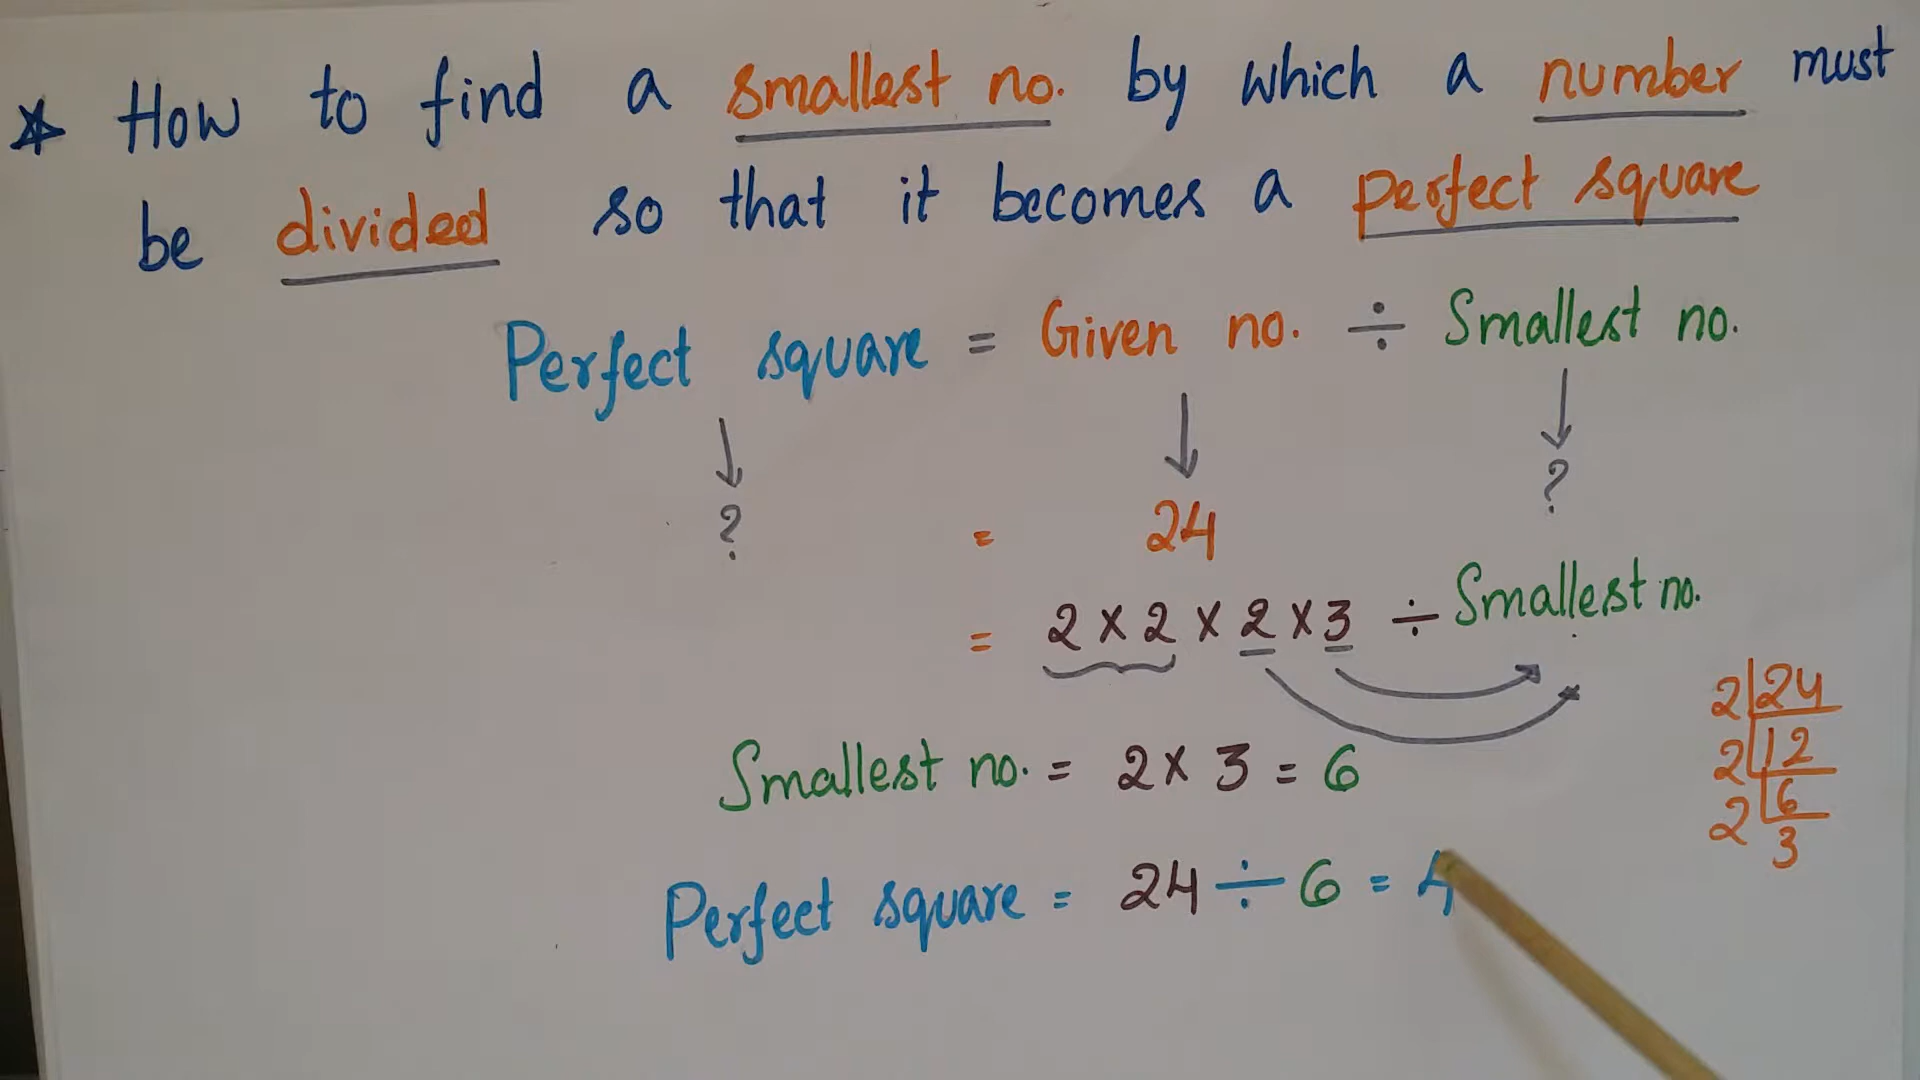 * How to find a smallest no. by which a number must
be divided so that it becomes a perfect square
Perfect square = Given no. ÷ Smallest no.
? = 24 ?
= 2 × 2 × 2 × 3 ÷ Smallest no.
Smallest no. = 2 × 3 = 6
Perfect square = 24 ÷ 6 = 4
2 24
2 12
2 6
3